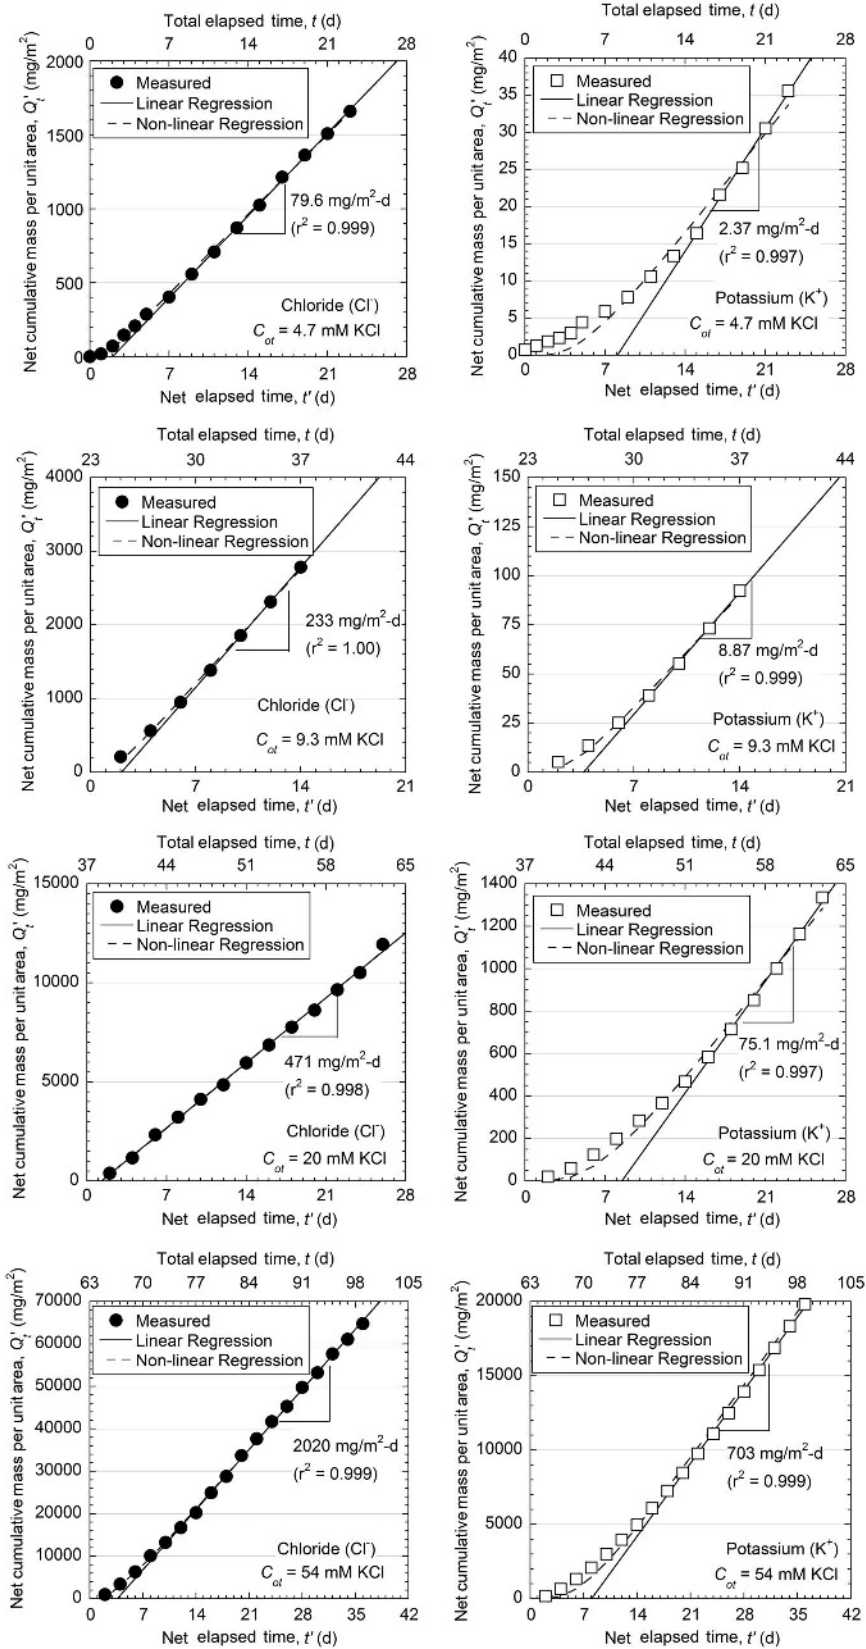 Total elapsed time, t (d)
0 7 14 21 28
2000
1500
1000
500
0
Net cumulative mass per unit area, Q't (mg/m²)
Measured
Linear Regression
Non-linear Regression
79.6 mg/m²-d
(r² = 0.999)
Chloride (Cl⁻)
Cot = 4.7 mM KCl
0 7 14 21 28
Net elapsed time, t' (d)
Total elapsed time, t (d)
0 7 14 21 28
40
35
30
25
20
15
10
5
0
Net cumulative mass per unit area, Q't (mg/m²)
Measured
Linear Regression
Non-linear Regression
2.37 mg/m²-d
(r² = 0.997)
Potassium (K⁺)
Cot = 4.7 mM KCl
0 7 14 21 28
Net elapsed time, t' (d)
Total elapsed time, t (d)
23 30 37 44
4000
3000
2000
1000
0
Net cumulative mass per unit area, Q't (mg/m²)
Measured
Linear Regression
Non-linear Regression
233 mg/m²-d
(r² = 1.00)
Chloride (Cl⁻)
Cot = 9.3 mM KCl
0 7 14 21
Net elapsed time, t' (d)
Total elapsed time, t (d)
23 30 37 44
150
125
100
75
50
25
0
Net cumulative mass per unit area, Q't (mg/m²)
Measured
Linear Regression
Non-linear Regression
8.87 mg/m²-d
(r² = 0.999)
Potassium (K⁺)
Cot = 9.3 mM KCl
0 7 14 21
Net elapsed time, t' (d)
Total elapsed time, t (d)
37 44 51 58 65
15000
10000
5000
0
Net cumulative mass per unit area, Q't (mg/m²)
Measured
Linear Regression
Non-linear Regression
471 mg/m²-d
(r² = 0.998)
Chloride (Cl⁻)
Cot = 20 mM KCl
0 7 14 21 28
Net elapsed time, t' (d)
Total elapsed time, t (d)
37 44 51 58 65
1400
1200
1000
800
600
400
200
0
Net cumulative mass per unit area, Q't (mg/m²)
Measured
Linear Regression
Non-linear Regression
75.1 mg/m²-d
(r² = 0.997)
Potassium (K⁺)
Cot = 20 mM KCl
0 7 14 21 28
Net elapsed time, t' (d)
Total elapsed time, t (d)
63 70 77 84 91 98 105
70000
60000
50000
40000
30000
20000
10000
0
Net cumulative mass per unit area, Q't (mg/m²)
Measured
Linear Regression
Non-linear Regression
2020 mg/m²-d
(r² = 0.999)
Chloride (Cl⁻)
Cot = 54 mM KCl
0 7 14 21 28 35 42
Net elapsed time, t' (d)
Total elapsed time, t (d)
63 70 77 84 91 98 105
20000
15000
10000
5000
0
Net cumulative mass per unit area, Q't (mg/m²)
Measured
Linear Regression
Non-linear Regression
703 mg/m²-d
(r² = 0.999)
Potassium (K⁺)
Cot = 54 mM KCl
0 7 14 21 28 35 42
Net elapsed time, t' (d)